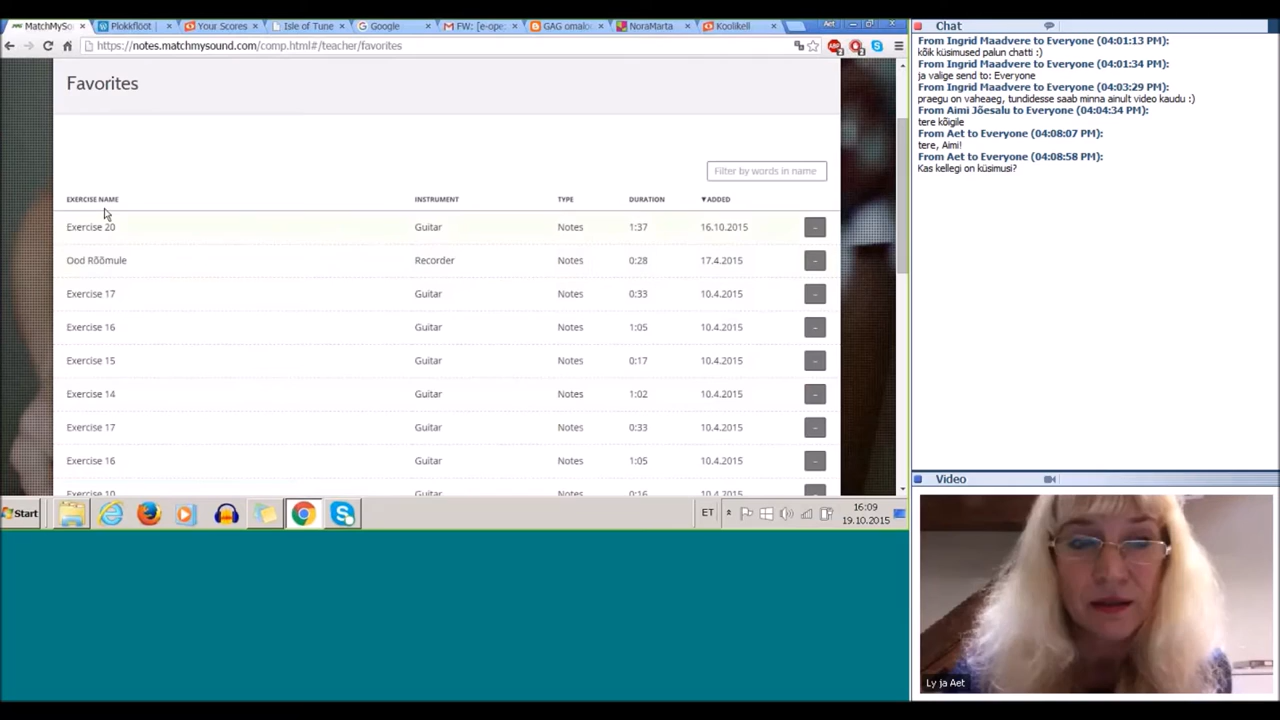 MatchMySo
Plokkflööt
Your Scores
Isle of Tune
Google
FW: [e-ope
GAG omalo
NoraMarta
Koolikell
Aet
https://notes.matchmysound.com/comp.html#/teacher/favorites
Favorites
Filter by words in name
EXERCISE NAME INSTRUMENT TYPE DURATION ▼ADDED
Exercise 20 Guitar Notes 1:37 16.10.2015 -
Ood Rõõmule Recorder Notes 0:28 17.4.2015 -
Exercise 17 Guitar Notes 0:33 10.4.2015 -
Exercise 16 Guitar Notes 1:05 10.4.2015 -
Exercise 15 Guitar Notes 0:17 10.4.2015 -
Exercise 14 Guitar Notes 1:02 10.4.2015 -
Exercise 17 Guitar Notes 0:33 10.4.2015 -
Exercise 16 Guitar Notes 1:05 10.4.2015 -
Exercise 10 Guitar Notes 0:16 10.4.2015 -
Start
ET
16:09
19.10.2015
Chat
From Ingrid Maadvere to Everyone (04:01:13 PM):
kõik küsimused palun chatti :)
From Ingrid Maadvere to Everyone (04:01:34 PM):
ja valige send to: Everyone
From Ingrid Maadvere to Everyone (04:03:29 PM):
praegu on vaheaeg, tundidesse saab minna ainult video kaudu :)
From Aimi Jõesalu to Everyone (04:04:34 PM):
tere kõigile
From Aet to Everyone (04:08:07 PM):
tere, Aimi!
From Aet to Everyone (04:08:58 PM):
Kas kellegi on küsimusi?
Video
Ly ja Aet